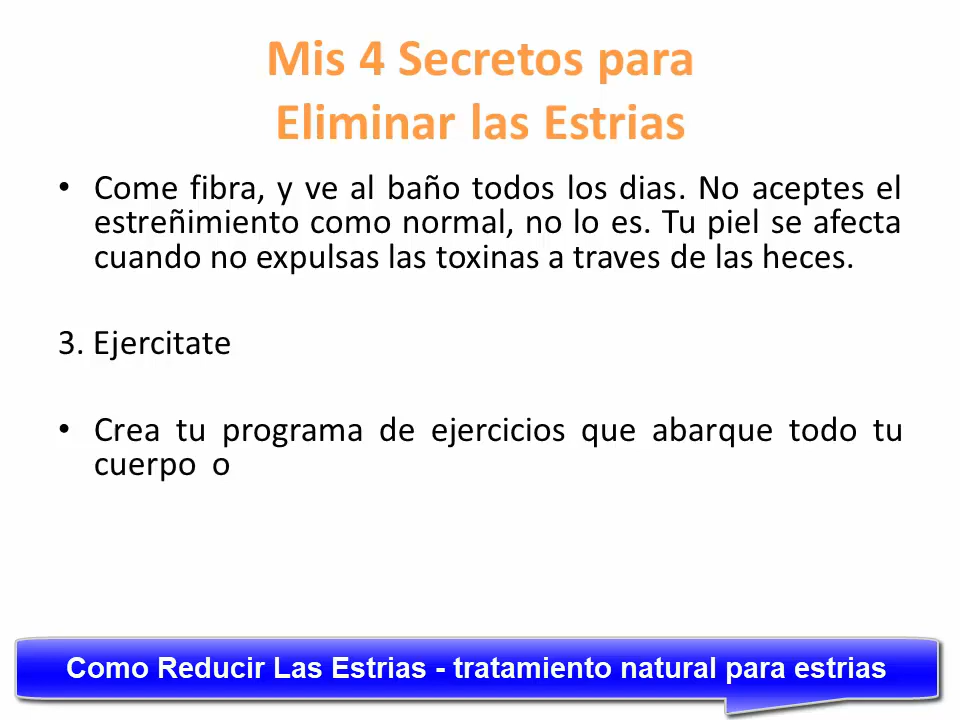 Mis 4 Secretos para
Eliminar las Estrias
• Come fibra, y ve al baño todos los dias. No aceptes el
estreñimiento como normal, no lo es. Tu piel se afecta
cuando no expulsas las toxinas a traves de las heces.
3. Ejercitate
• Crea tu programa de ejercicios que abarque todo tu
cuerpo o
Como Reducir Las Estrias - tratamiento natural para estrias